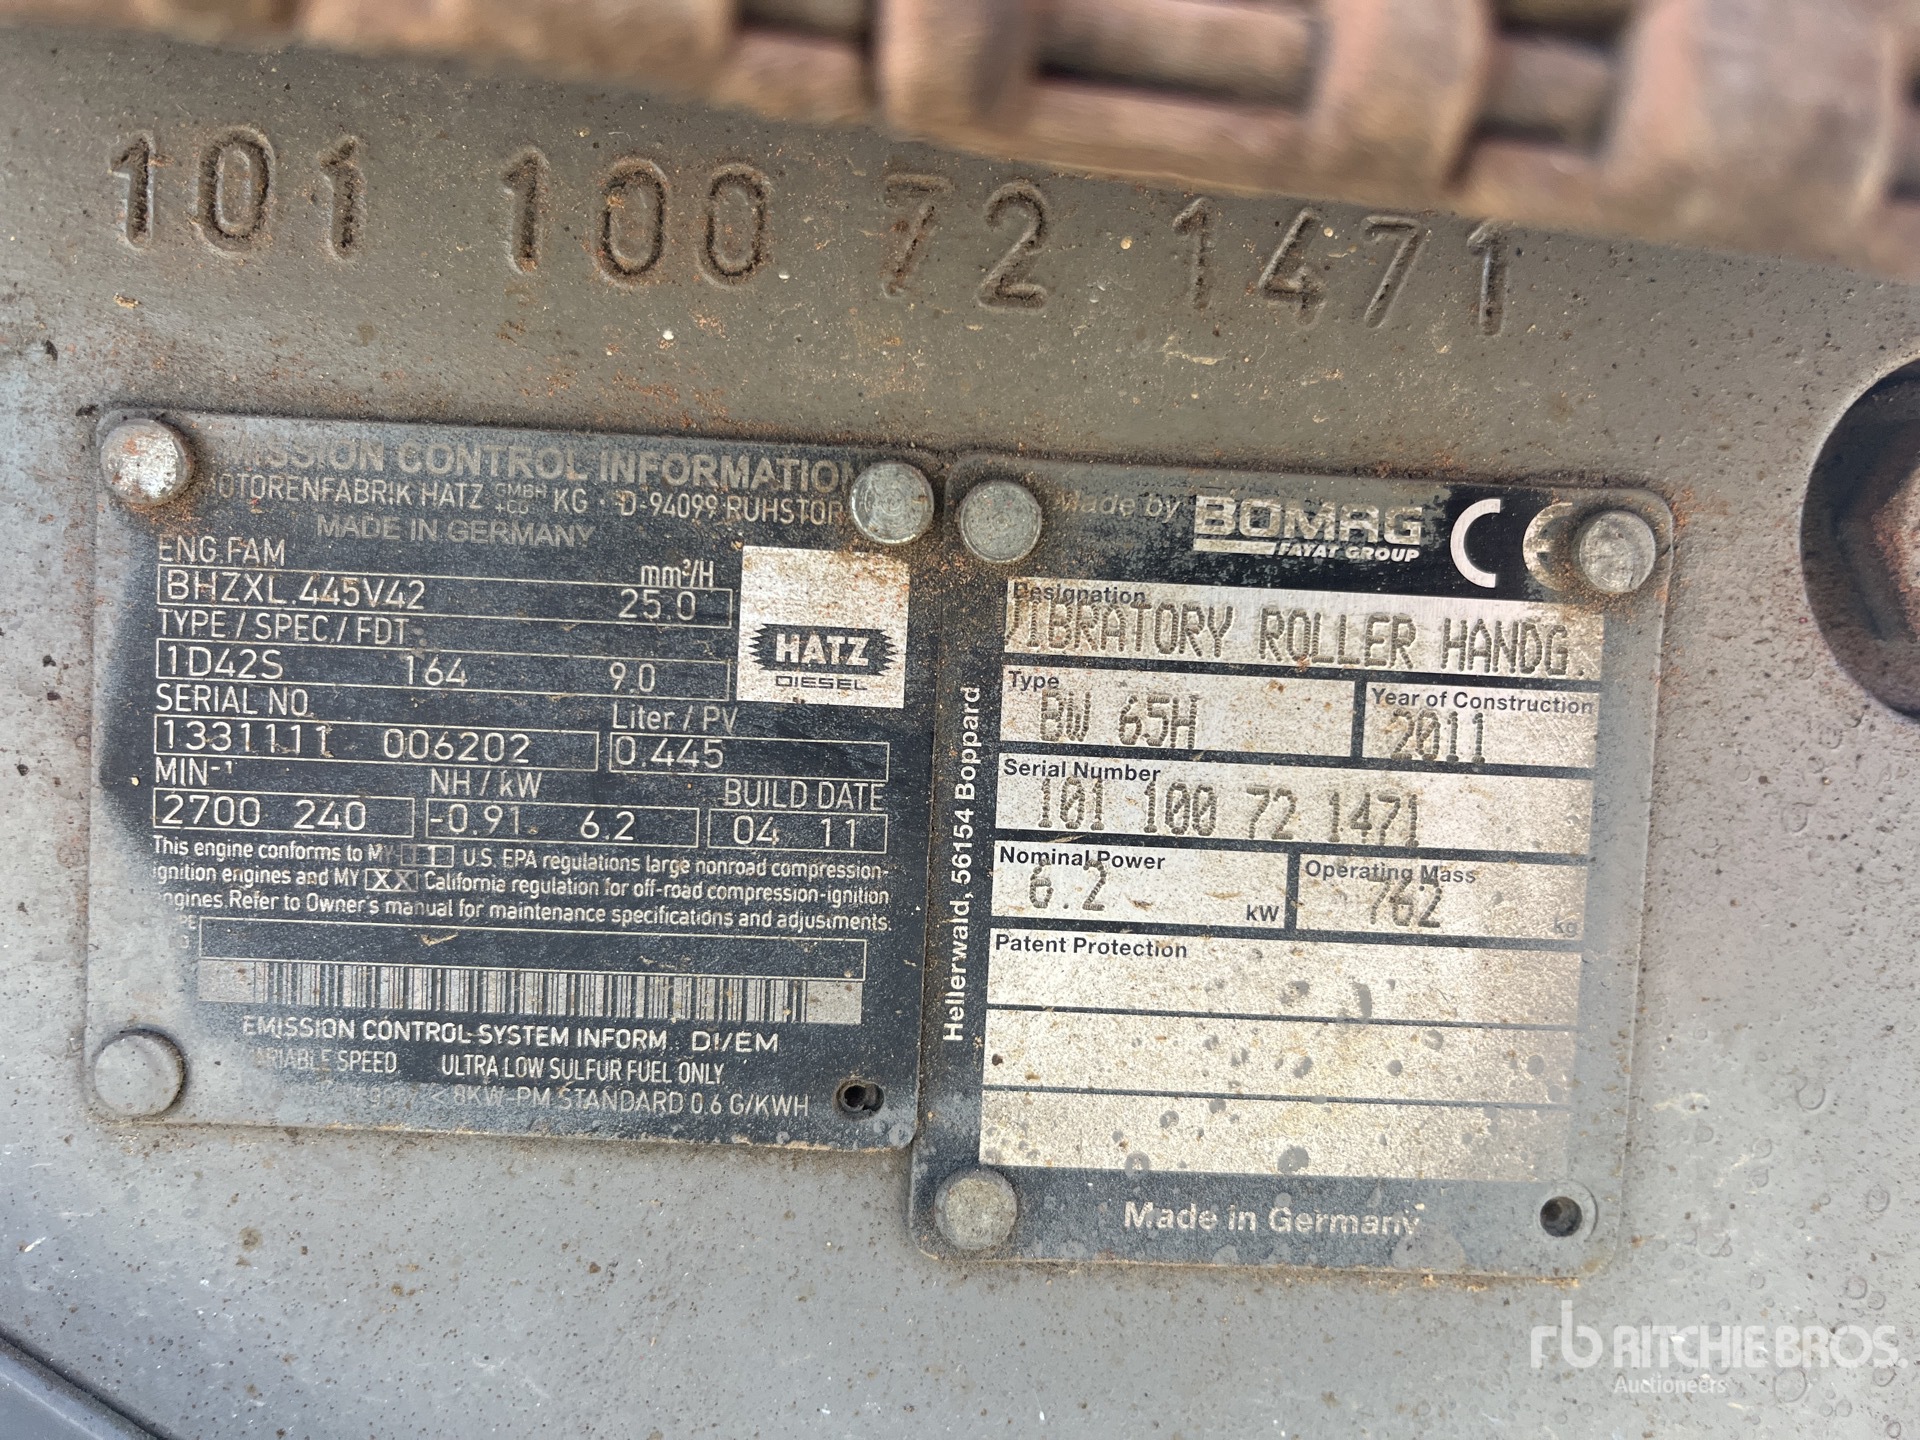 101 100 72 1471
EMISSION CONTROL INFORMATION
MOTORENFABRIK HATZ GMBH +CO KG · D-94099 RUHSTOR
MADE IN GERMANY
ENG.FAM
mm³/H
BHZXL.445V42 25.0
TYPE / SPEC. / FDT
1D42S 164 9.0
HATZ
DIESEL
SERIAL NO. Liter / PV
1331111 006202 0.445
MIN-¹ NH / kW BUILD DATE
2700 240 -0.91 6.2 04 11
This engine conforms to MY 11 U.S. EPA regulations large nonroad compression-
ignition engines and MY XX California regulation for off-road compression-ignition
engines. Refer to Owner's manual for maintenance specifications and adjustments.
EMISSION CONTROL SYSTEM INFORM. DI/EM
VARIABLE SPEED ULTRA LOW SULFUR FUEL ONLY
< 8KW-PM STANDARD 0.6 G/KWH
Made by BOMAG CE
FAYAT GROUP
Designation
VIBRATORY ROLLER HANDG.
Type
BW 65H
Year of Construction
2011
Serial Number
101 100 72 1471
Nominal Power
6.2 kW
Operating Mass
762 kg
Patent Protection
Hellerwald, 56154 Boppard
Made in Germany
rb RITCHIE BROS.
Auctioneers